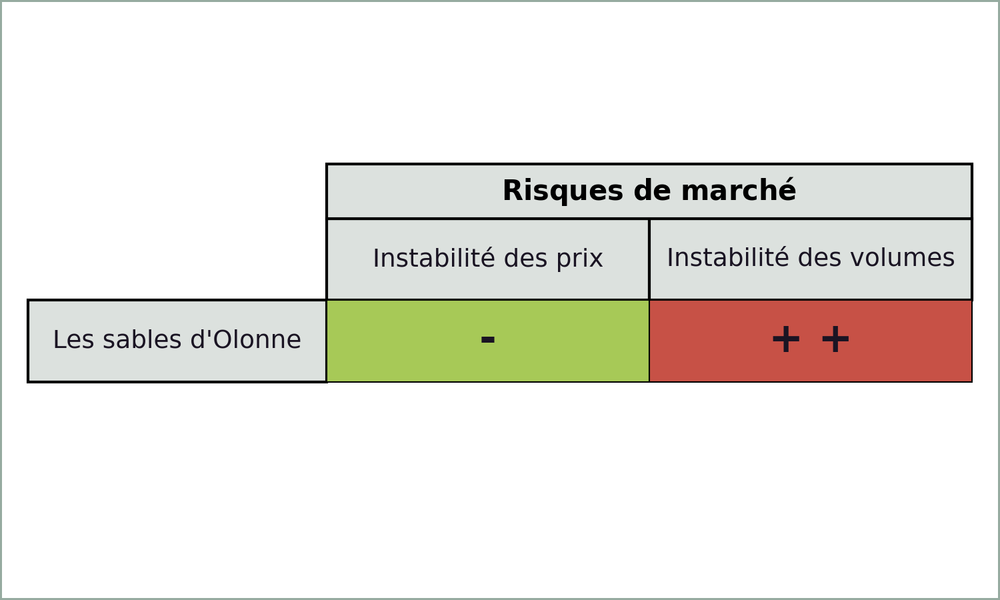 Risques de marché
Instabilité des prix
Instabilité des volumes
Les sables d'Olonne
-
+ +